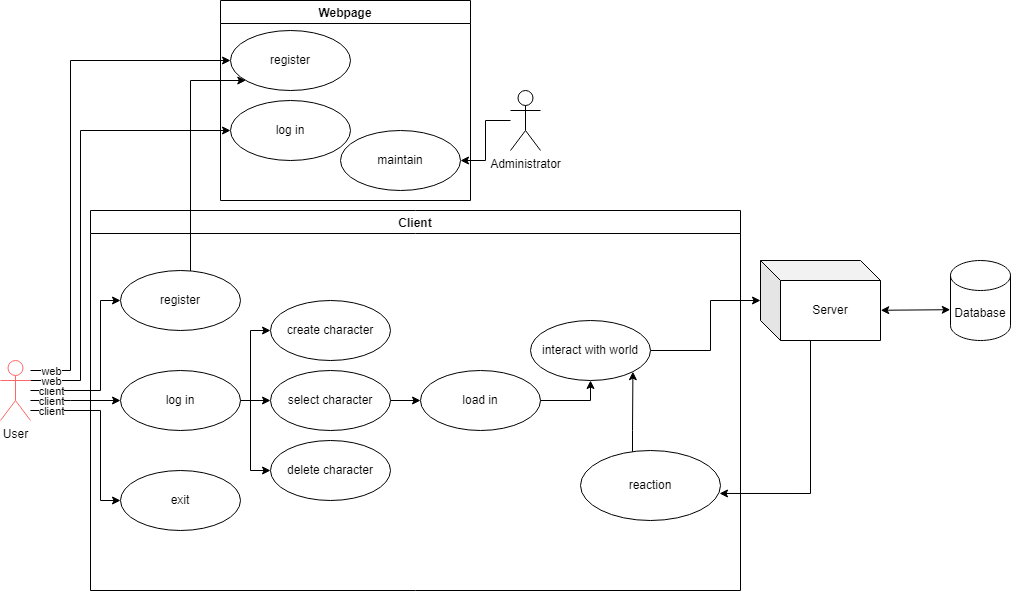 Webpage
register
log in
maintain
Administrator
Client
register
create character
interact with world
Server
Database
web
web
client
client
client
User
log in
select character
load in
delete character
reaction
exit